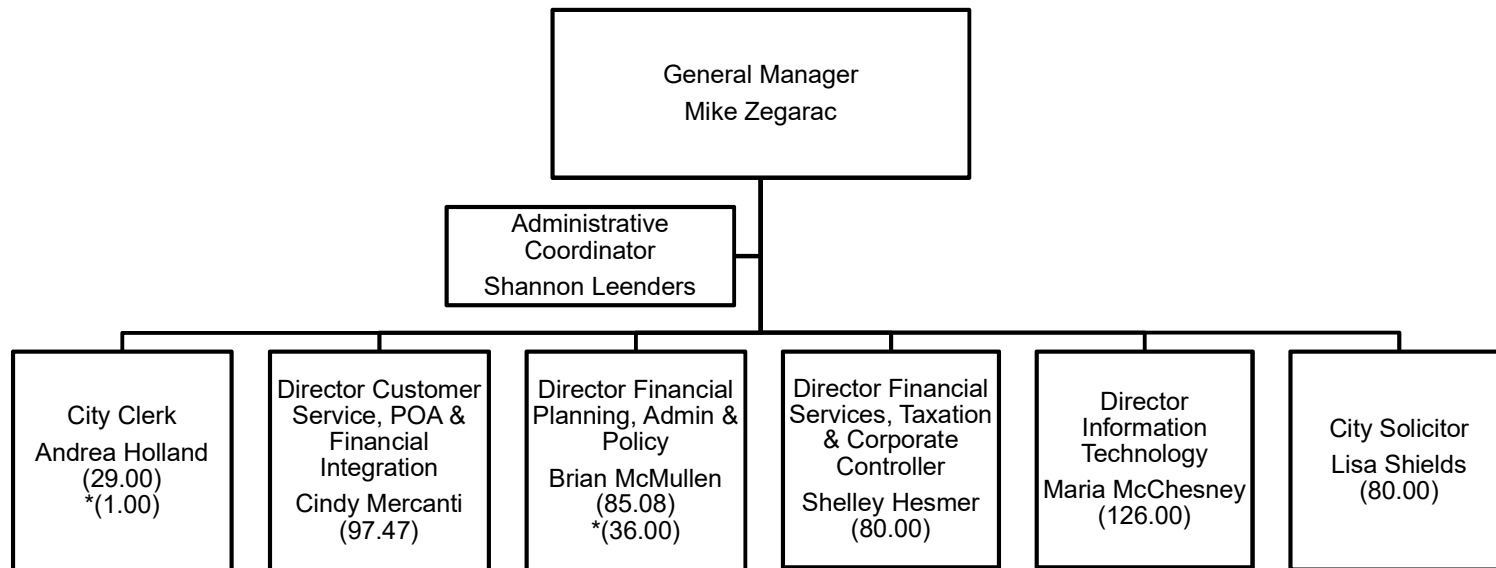 General Manager
Mike Zegarac
Administrative
Coordinator
Shannon Leenders
City Clerk
Andrea Holland
(29.00)
*(1.00)
Director Customer
Service, POA &
Financial
Integration
Cindy Mercanti
(97.47)
Director Financial
Planning, Admin &
Policy
Brian McMullen
(85.08)
*(36.00)
Director Financial
Services, Taxation
& Corporate
Controller
Shelley Hesmer
(80.00)
Director
Information
Technology
Maria McChesney
(126.00)
City Solicitor
Lisa Shields
(80.00)